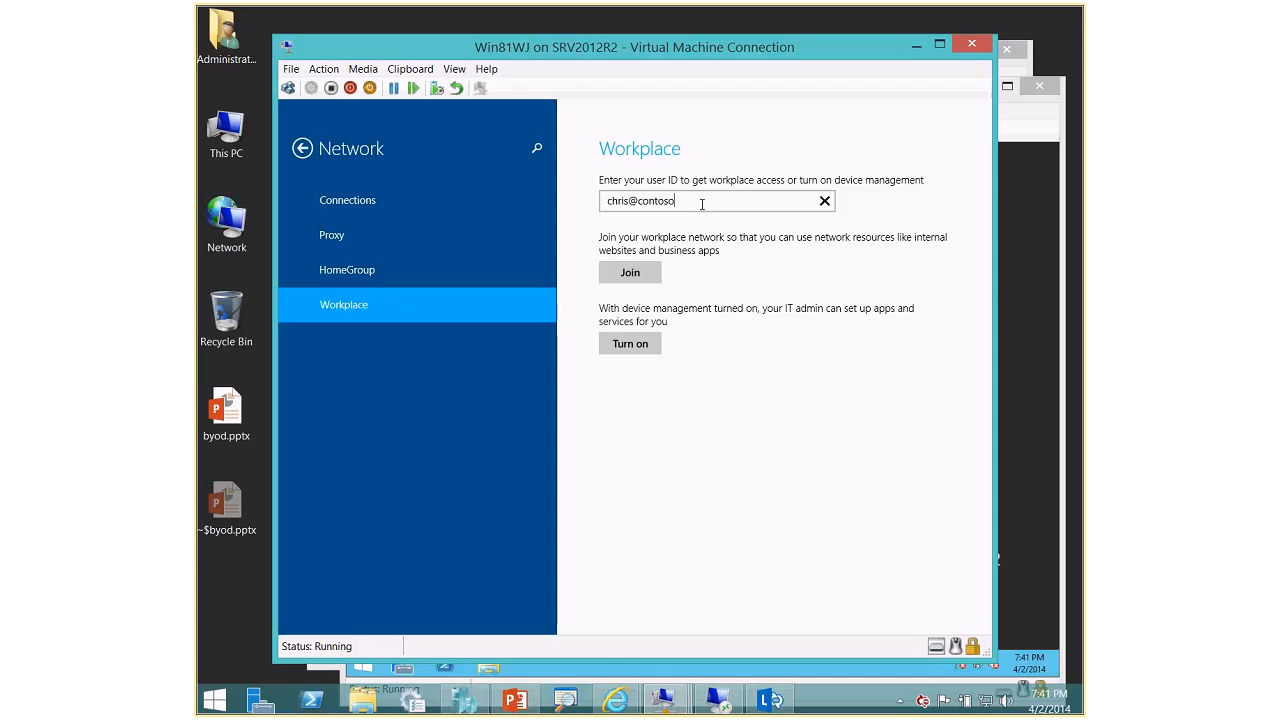 Win81WJ on SRV2012R2 - Virtual Machine Connection
File Action Media Clipboard View Help
Administrat...
This PC
Network
Recycle Bin
byod.pptx
~$byod.pptx
Network
Connections
Proxy
HomeGroup
Workplace
Workplace
Enter your user ID to get workplace access or turn on device management
chris@contoso
Join your workplace network so that you can use network resources like internal
websites and business apps
Join
With device management turned on, your IT admin can set up apps and
services for you
Turn on
Status: Running
7:41 PM
4/2/2014
Status: Running
7:41 PM
4/2/2014